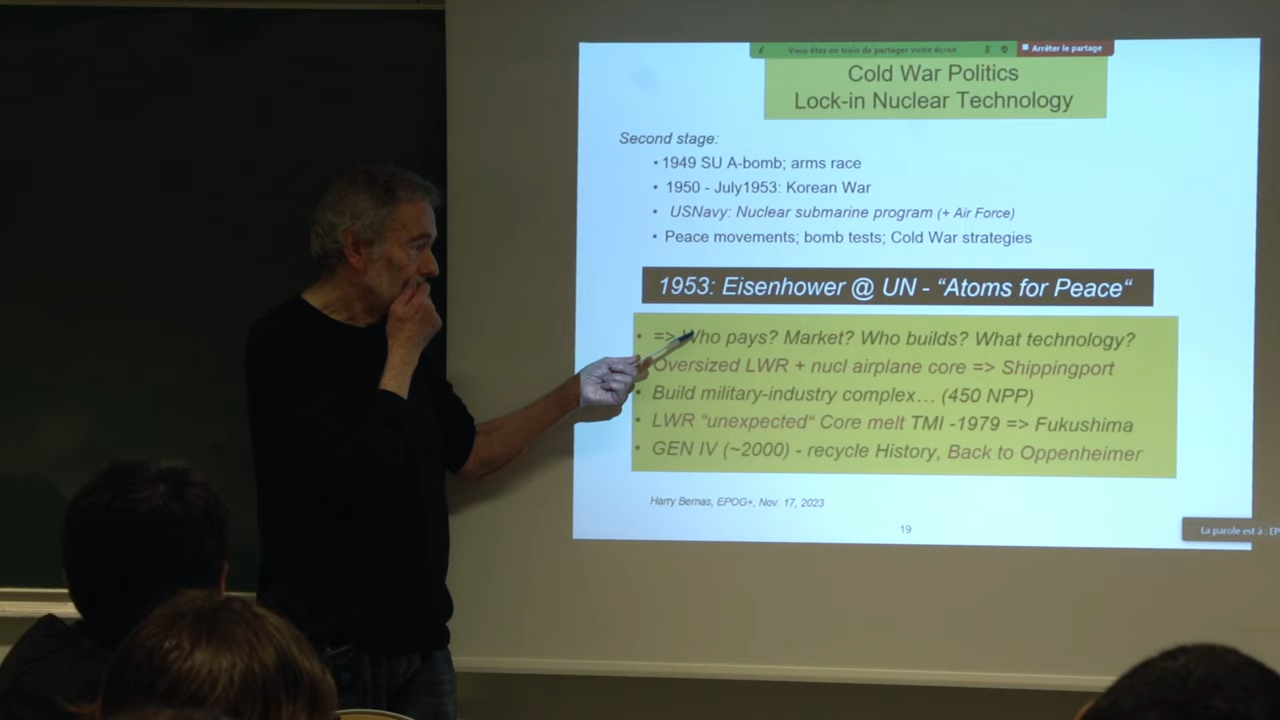 Vous êtes en train de partager votre écran
Arrêter le partage
Cold War Politics
Lock-in Nuclear Technology
Second stage:
• 1949 SU A-bomb; arms race
• 1950 - July1953: Korean War
• USNavy: Nuclear submarine program (+ Air Force)
• Peace movements; bomb tests; Cold War strategies
1953: Eisenhower @ UN - “Atoms for Peace“
• => Who pays? Market? Who builds? What technology?
Oversized LWR + nucl airplane core => Shippingport
• Build military-industry complex… (450 NPP)
• LWR “unexpected“ Core melt TMI -1979 => Fukushima
• GEN IV (~2000) - recycle History, Back to Oppenheimer
Harry Bernas, EPOG+, Nov. 17, 2023
19
La parole est à : EP